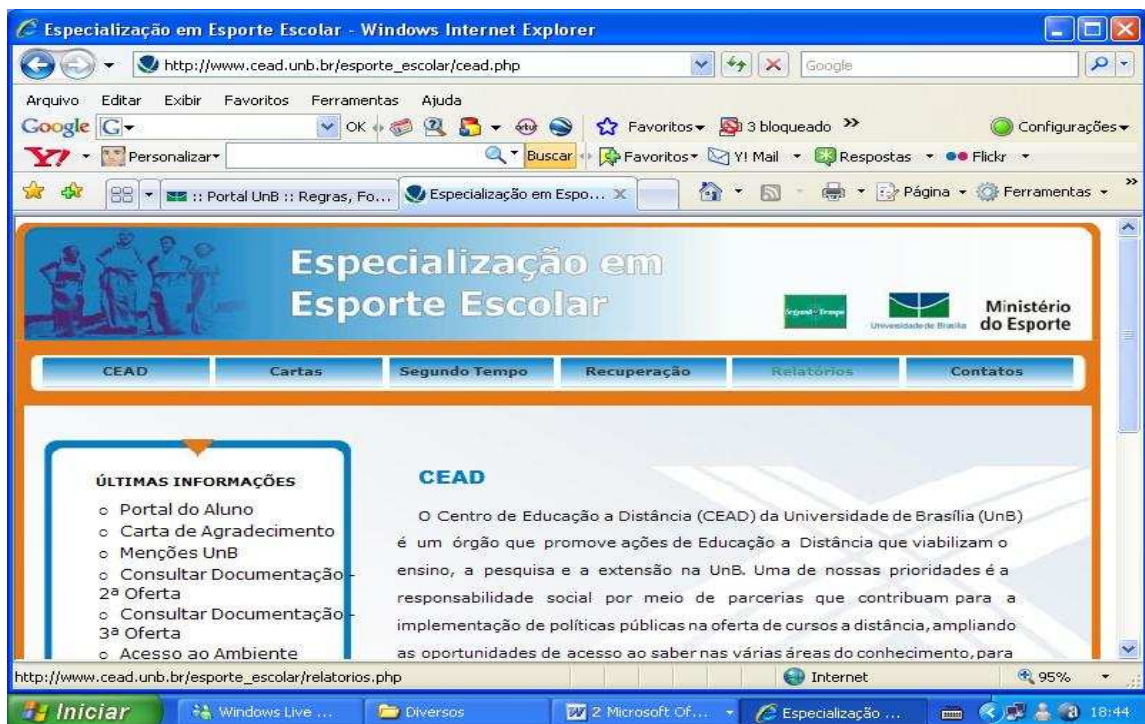 Especialização em Esporte Escolar - Windows Internet Explorer
http://www.cead.unb.br/esporte_escolar/cead.php
Google
Arquivo Editar Exibir Favoritos Ferramentas Ajuda
Google G OK Favoritos 3 bloqueado » Configurações
Y! Personalizar Buscar Favoritos Y! Mail Respostas Flickr
:: Portal UnB :: Regras, Fo... Especialização em Espo... X Página Ferramentas »
Especialização em
Esporte Escolar
Segundo Tempo
Universidade de Brasília
Ministério
do Esporte
CEAD Cartas Segundo Tempo Recuperação Relatórios Contatos
ÚLTIMAS INFORMAÇÕES
o Portal do Aluno
o Carta de Agradecimento
o Menções UnB
o Consultar Documentação -
2ª Oferta
o Consultar Documentação -
3ª Oferta
o Acesso ao Ambiente
CEAD
O Centro de Educação a Distância (CEAD) da Universidade de Brasília (UnB)
é um órgão que promove ações de Educação a Distância que viabilizam o
ensino, a pesquisa e a extensão na UnB. Uma de nossas prioridades é a
responsabilidade social por meio de parcerias que contribuam para a
implementação de políticas públicas na oferta de cursos a distância, ampliando
as oportunidades de acesso ao saber nas várias áreas do conhecimento, para
http://www.cead.unb.br/esporte_escolar/relatorios.php Internet 95%
Iniciar Windows Live ... Diversos 2 Microsoft Of... Especialização ... 18:44